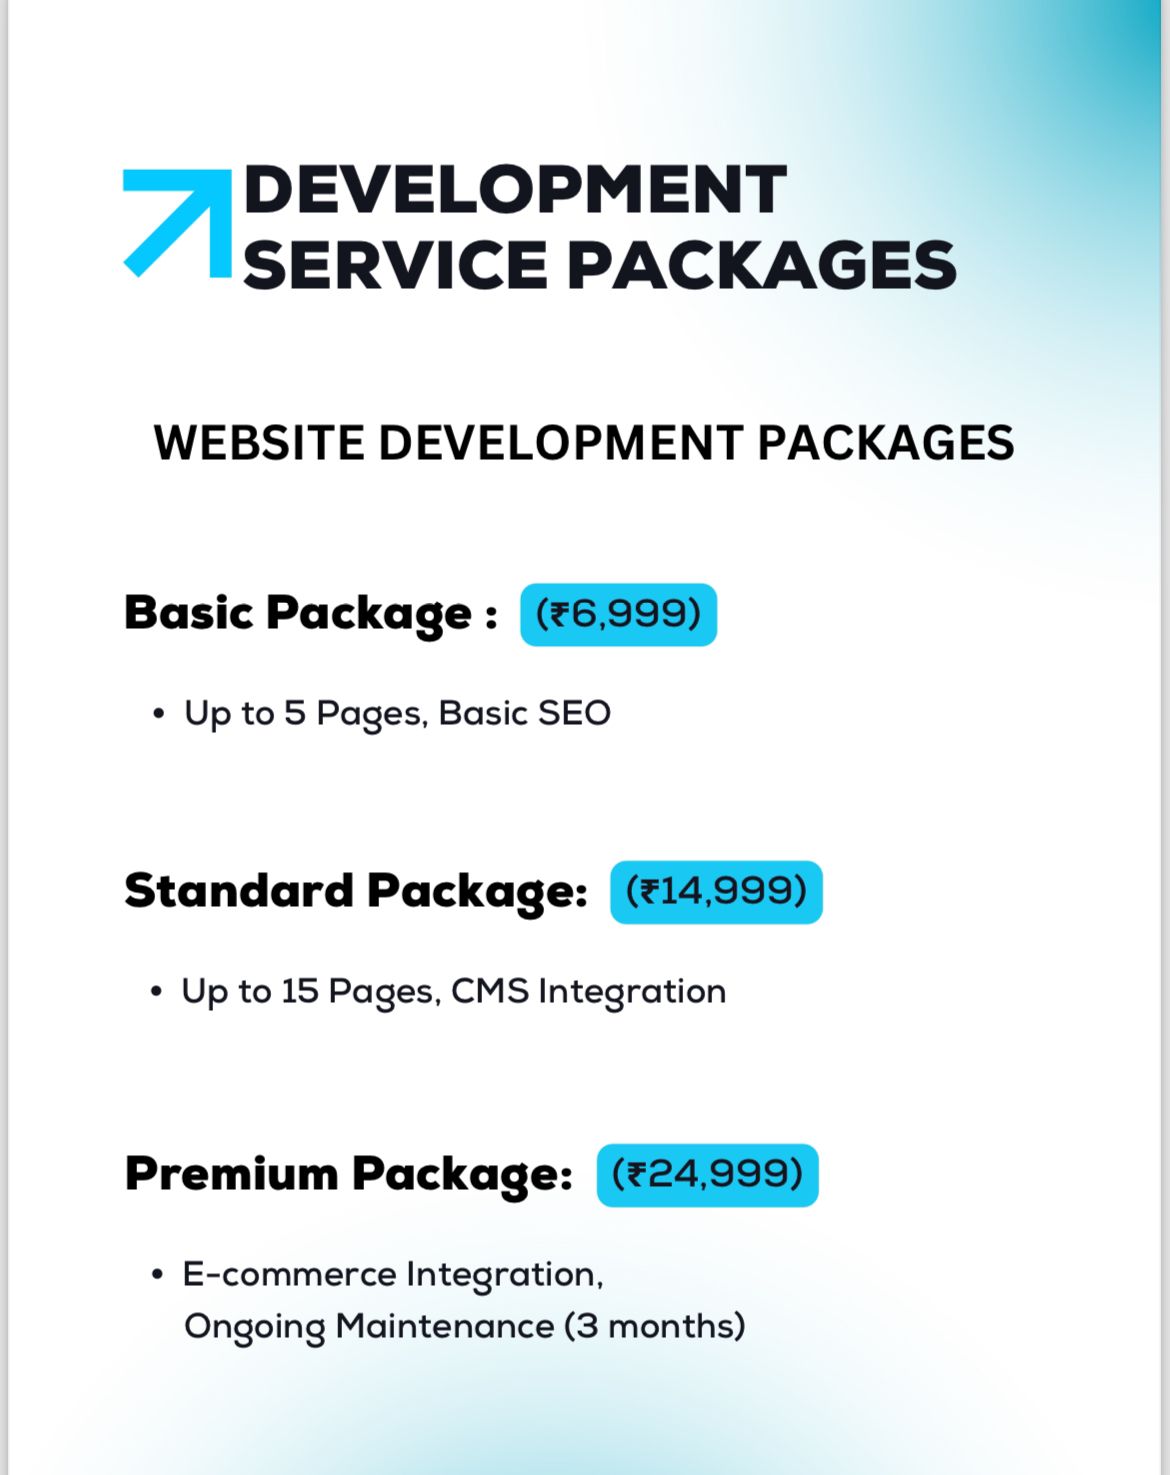 DEVELOPMENT
SERVICE PACKAGES
WEBSITE DEVELOPMENT PACKAGES
Basic Package : (₹6,999)
• Up to 5 Pages, Basic SEO
Standard Package: (₹14,999)
• Up to 15 Pages, CMS Integration
Premium Package: (₹24,999)
• E-commerce Integration,
Ongoing Maintenance (3 months)